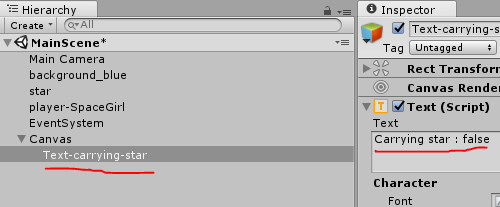 Hierarchy
Create
All
MainScene*
Main Camera
background_blue
star
player-SpaceGirl
EventSystem
Canvas
Text-carrying-star
Inspector
Text-carrying-s
Tag Untagged
Rect Transform
Canvas Render
Text (Script)
Text
Carrying star : false
Character
Font